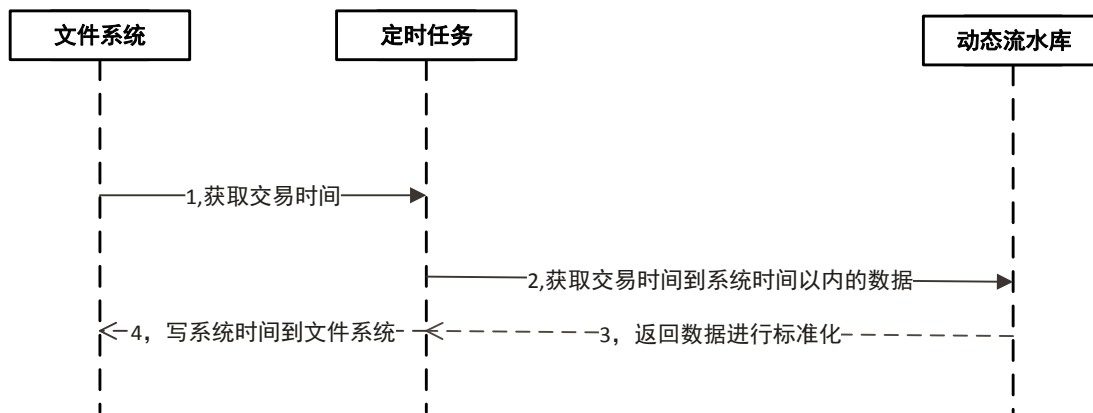 文件系统
定时任务
动态流水库
1,获取交易时间
2,获取交易时间到系统时间以内的数据
4，写系统时间到文件系统
3，返回数据进行标准化